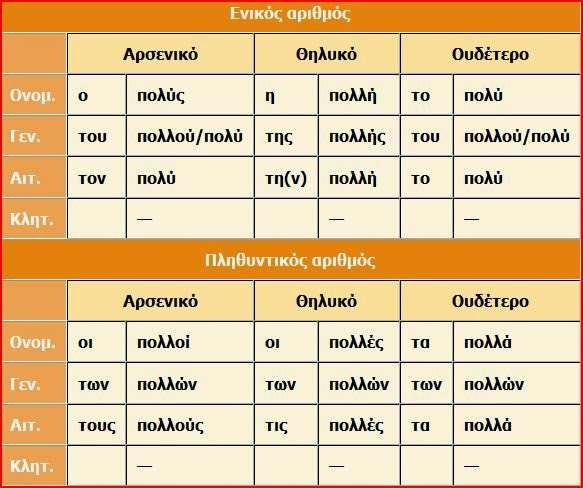 Ενικός αριθμός
Αρσενικό Θηλυκό Ουδέτερο
Ονομ. ο πολύς η πολλή το πολύ
Γεν. του πολλού/πολύ της πολλής του πολλού/πολύ
Αιτ. τον πολύ τη(ν) πολλή το πολύ
Κλητ. — — —
Πληθυντικός αριθμός
Αρσενικό Θηλυκό Ουδέτερο
Ονομ. οι πολλοί οι πολλές τα πολλά
Γεν. των πολλών των πολλών των πολλών
Αιτ. τους πολλούς τις πολλές τα πολλά
Κλητ. — — —